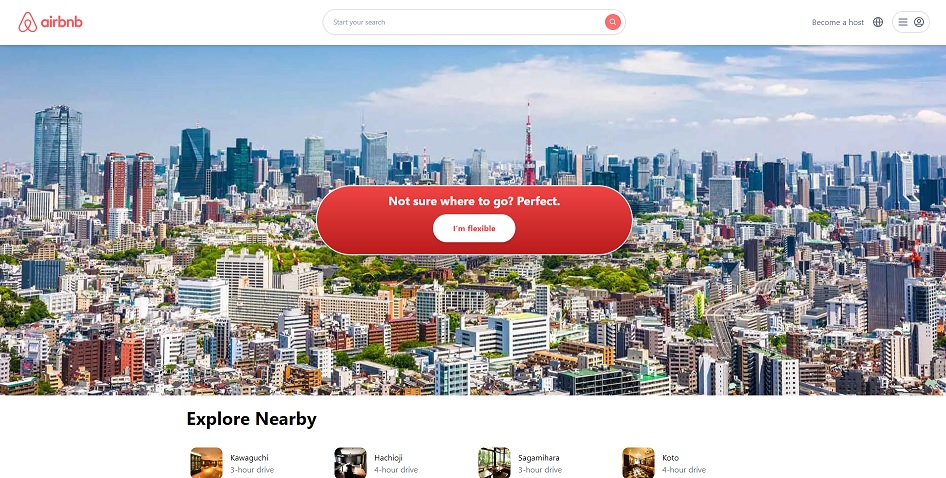 airbnb
Start your search
Become a host
Not sure where to go? Perfect.
I'm flexible
Explore Nearby
Kawaguchi
3-hour drive
Hachioji
4-hour drive
Sagamihara
3-hour drive
Koto
4-hour drive